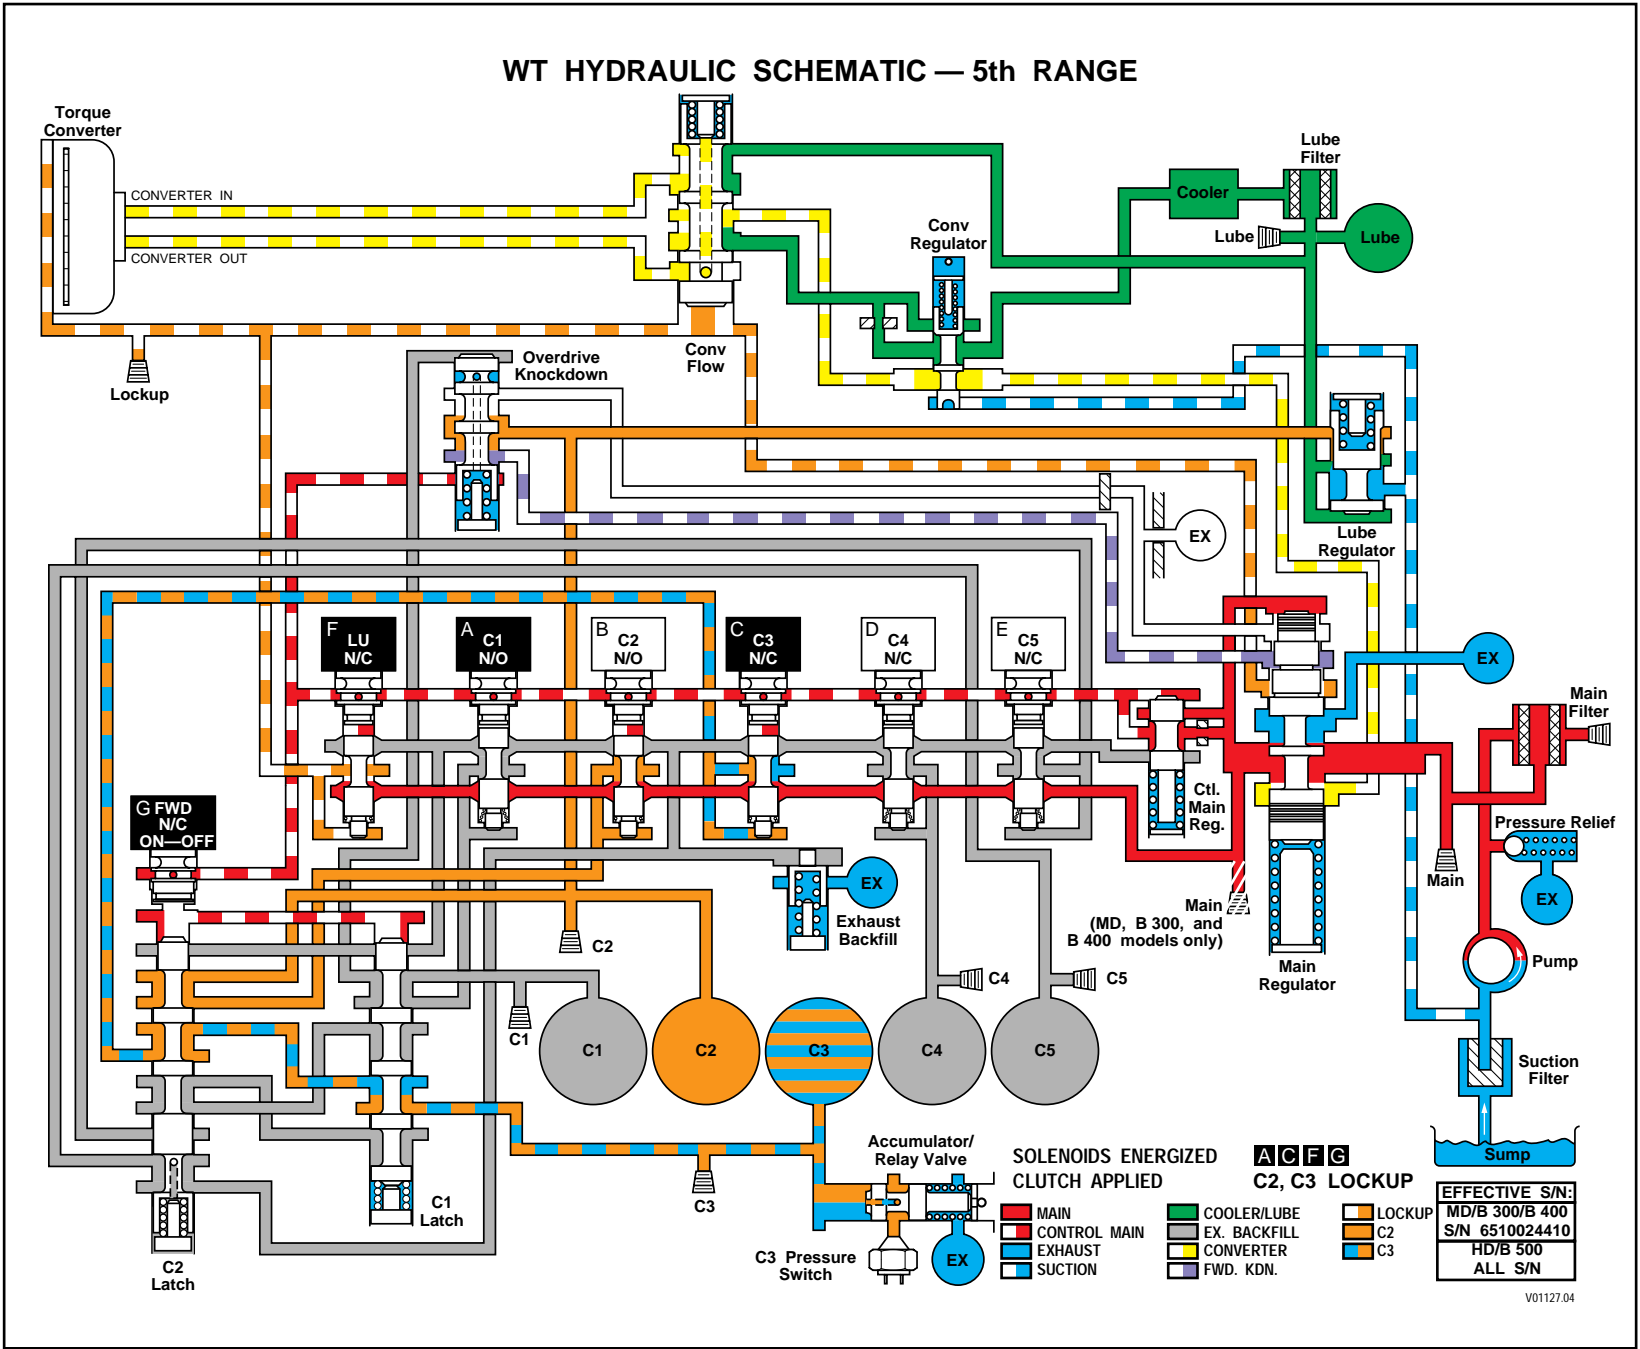 WT HYDRAULIC SCHEMATIC — 5th RANGE
Torque
Converter
CONVERTER IN
CONVERTER OUT
Lockup
Conv
Flow
Overdrive
Knockdown
Conv
Regulator
Cooler
Lube
Filter
Lube
Lube
Lube
Regulator
EX
F
LU
N/C
A
C1
N/O
B
C2
N/O
C
C3
N/C
D
C4
N/C
E
C5
N/C
EX
Main
Filter
Ctl.
Main
Reg.
G FWD
N/C
ON—OFF
Pressure Relief
EX
Main
Main
(MD, B 300, and
B 400 models only)
EX
Exhaust
Backfill
Main
Regulator
Pump
C2
C4
C5
C1
C1
C2
C3
C4
C5
Suction
Filter
Sump
C1
Latch
C2
Latch
C3
Accumulator/
Relay Valve
C3 Pressure
Switch
EX
SOLENOIDS ENERGIZED
A C F G
CLUTCH APPLIED
C2, C3 LOCKUP
MAIN
CONTROL MAIN
EXHAUST
SUCTION
COOLER/LUBE
EX. BACKFILL
CONVERTER
FWD. KDN.
LOCKUP
C2
C3
EFFECTIVE S/N:
MD/B 300/B 400
S/N 6510024410
HD/B 500
ALL S/N
V01127.04